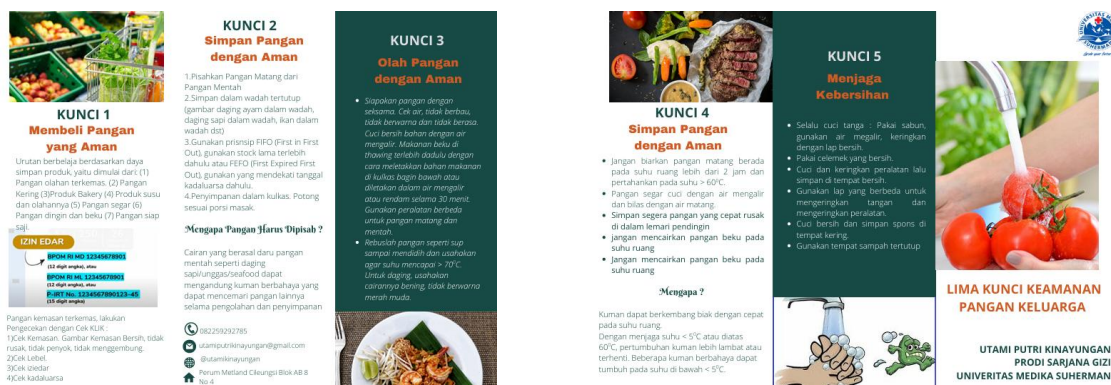 KUNCI 1
Membeli Pangan
yang Aman
Urutan berbelaja berdasarkan daya
simpan produk, yaitu dimulai dari: (1)
Pangan olahan terkemas. (2) Pangan
Kering (3)Produk Bakery (4) Produk susu
dan olahannya (5) Pangan segar (6)
Pangan dingin dan beku (7) Pangan siap
saji.
IZIN EDAR
BPOM RI MD 12345678901
(12 digit angka), atau
BPOM RI ML 12345678901
(12 digit angka), atau
P-IRT No. 1234567890123-45
(15 digit angka)
Pangan kemasan terkemas, lakukan
Pengecekan dengan Cek KLIK :
1)Cek Kemasan. Gambar Kemasan Bersih, tidak
rusak, tidak penyok, tidak menggembung.
2)Cek Lebel.
3)Cek iziedar
4)Cek kadaluarsa
KUNCI 2
Simpan Pangan
dengan Aman
1.Pisahkan Pangan Matang dari
Pangan Mentah
2.Simpan dalam wadah tertutup
(gambar daging ayam dalam wadah,
daging sapi dalam wadah, ikan dalam
wadah dst)
3.Gunakan prisnsip FIFO (First in First
Out), gunakan stock lama terlebih
dahulu atau FEFO (First Expired First
Out), gunakan yang mendekati tanggal
kadaluarsa dahulu.
4.Penyimpanan dalam kulkas. Potong
sesuai porsi masak.
Mengapa Pangan Harus Dipisah ?
Cairan yang berasal daru pangan
mentah seperti daging
sapi/unggas/seafood dapat
mengandung kuman berbahaya yang
dapat mencemari pangan lainnya
selama pengolahan dan penyimpanan
082259292785
utamiputrikinayungan@gmail.com
@utamikinayungan
Perum Metland Cileungsi Blok AB 8
No 4
KUNCI 3
Olah Pangan
dengan Aman
Siapakan pangan dengan
seksama. Cek air, tidak berbau,
tidak berwarna dan tidak berasa.
Cuci bersih bahan dengan air
mengalir. Makanan beku di
thawing terlebih dadulu dengan
cara meletakkan bahan makanan
di kulkas bagin bawah atau
diletakan dalam air mengalir
atau rendam selama 30 menit.
Gunakan peralatan berbeda
untuk pangan matang dan
mentah.
Rebuslah pangan seperti sup
sampai mendidih dan usahakan
agar suhu mencapai > 70⁰C.
Untuk daging, usahakan
cairannya bening, tidak berwarna
merah muda.
KUNCI 4
Simpan Pangan
dengan Aman
Jangan biarkan pangan matang berada
pada suhu ruang lebih dari 2 jam dan
pertahankan pada suhu > 60⁰C.
Pangan segar cuci dengan air mengalir
dan bilas dengan air matang.
Simpan segera pangan yang cepat rusak
di dalam lemari pendingin
jangan mencairkan pangan beku pada
suhu ruang
Jangan mencairkan pangan beku pada
suhu ruang
Mengapa ?
Kuman dapat berkembang biak dengan cepat
pada suhu ruang.
Dengan menjaga suhu < 5⁰C atau diatas
60⁰C, pertumbuhan kuman lebih lambat atau
terhenti. Beberapa kuman berbahaya dapat
tumbuh pada suhu di bawah < 5⁰C.
KUNCI 5
Menjaga
Kebersihan
Selalu cuci tanga : Pakai sabun,
gunakan air megalir, keringkan
dengan lap bersih.
Pakai celemek yang bersih.
Cuci dan keringkan peralatan lalu
simpan di tempat bersih.
Gunakan lap yang berbeda untuk
mengeringkan tangan dan
mengeringkan peralatan.
Cuci bersih dan simpan spons di
tempat kering.
Gunakan tempat sampah tertutup
LIMA KUNCI KEAMANAN
PANGAN KELUARGA
UTAMI PUTRI KINAYUNGAN
PRODI SARJANA GIZI
UNIVERITAS MEDIKA SUHERMAN